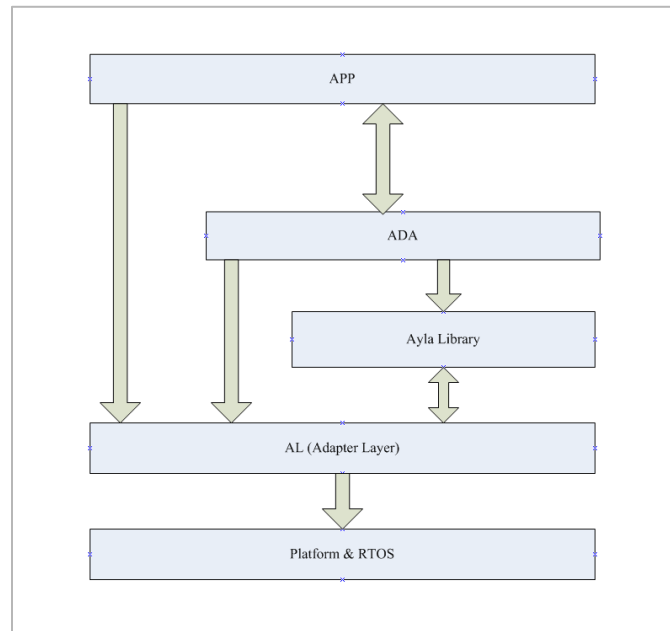 APP
ADA
Ayla Library
AL (Adapter Layer)
Platform & RTOS